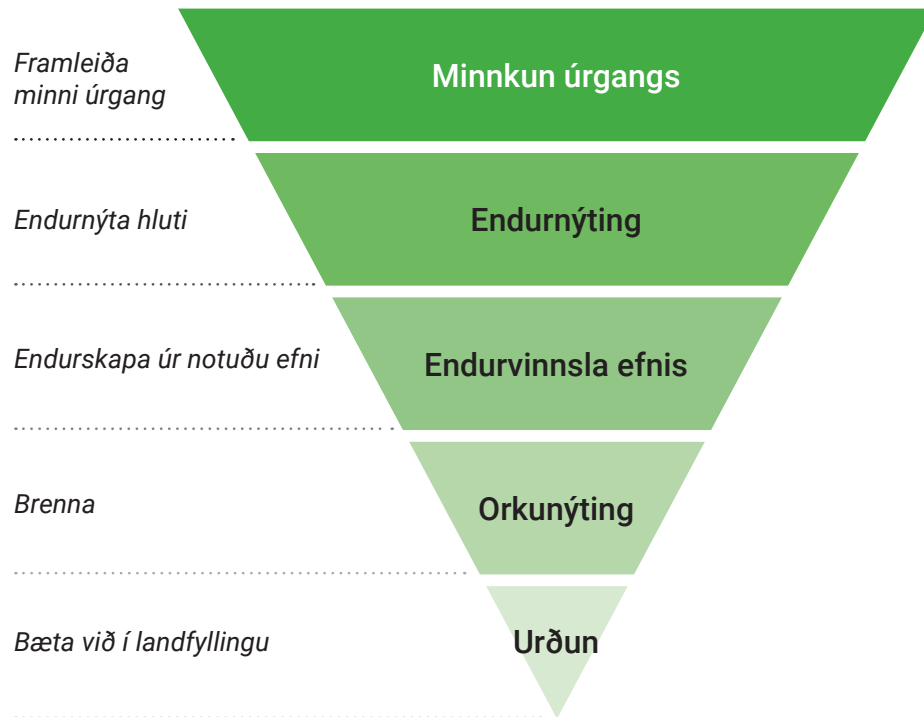 Framleiða
minni úrgang
Minnkun úrgangs
Endurnýta hluti
Endurnýting
Endurskapa úr notuðu efni
Endurvinnsla efnis
Brenna
Orkunýting
Bæta við í landfyllingu
Urðun